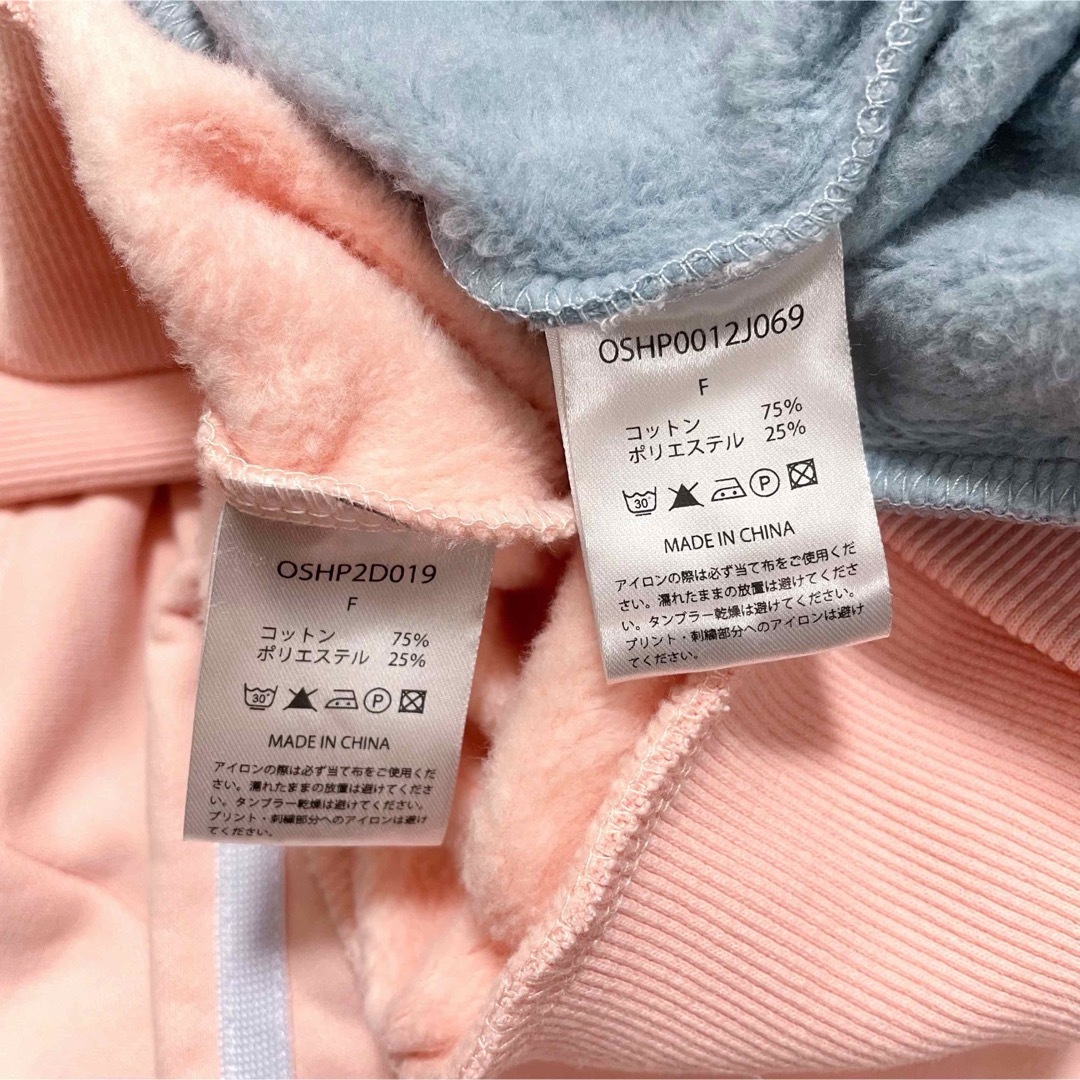 OSHP0012J069
F
コットン 75%
ポリエステル 25%
30 P
MADE IN CHINA
アイロンの際は必ず当て布をご使用くだ
さい。濡れたままの放置は避けてくださ
い。タンブラー乾燥は避けてください。
プリント・刺繍部分へのアイロンは避け
てください。
OSHP2D019
F
コットン 75%
ポリエステル 25%
30 P
MADE IN CHINA
アイロンの際は必ず当て布をご使用くだ
さい。濡れたままの放置は避けてくださ
い。タンブラー乾燥は避けてください。
プリント・刺繍部分へのアイロンは避け
てください。